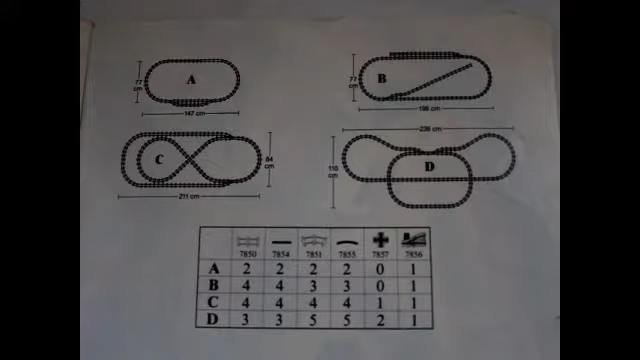 A
77 cm
147 cm
B
77 cm
198 cm
C
84 cm
211 cm
D
110 cm
238 cm
7850 7854 7851 7855 7857 7856
A 2 2 2 2 0 1
B 4 4 3 3 0 1
C 4 4 4 4 1 1
D 3 3 5 5 2 1